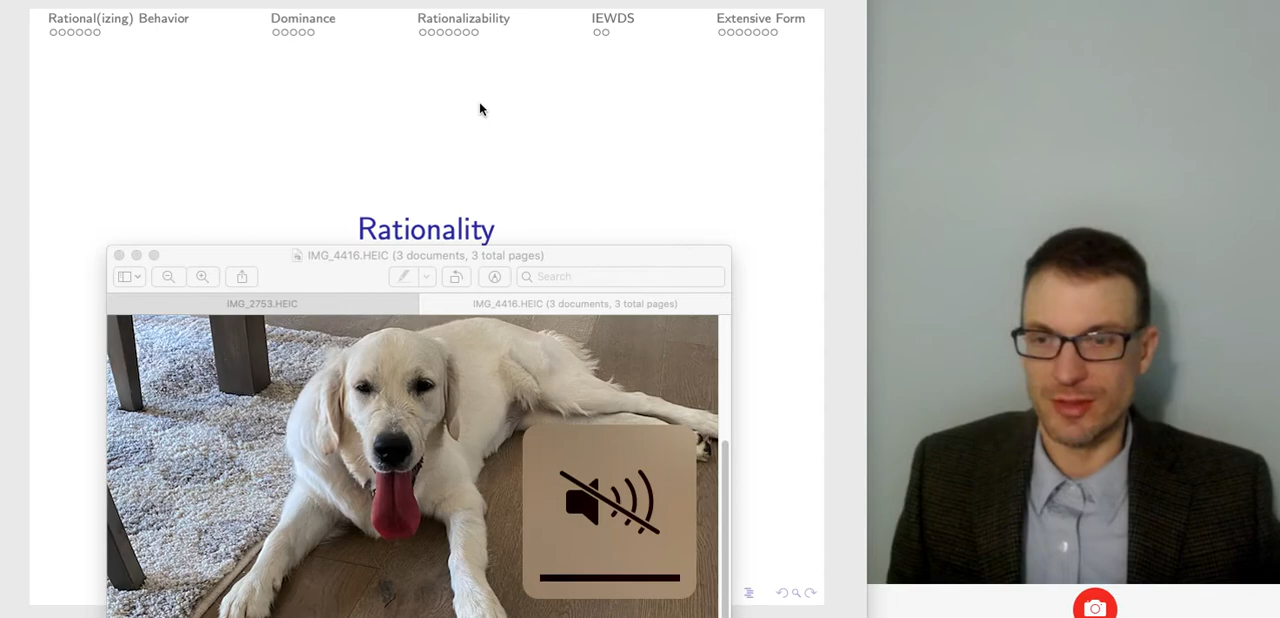 Rational(izing) Behavior Dominance Rationalizability IEWDS Extensive Form
Rationality
IMG_4416.HEIC (3 documents, 3 total pages)
Search
IMG_2753.HEIC IMG_4416.HEIC (3 documents, 3 total pages)